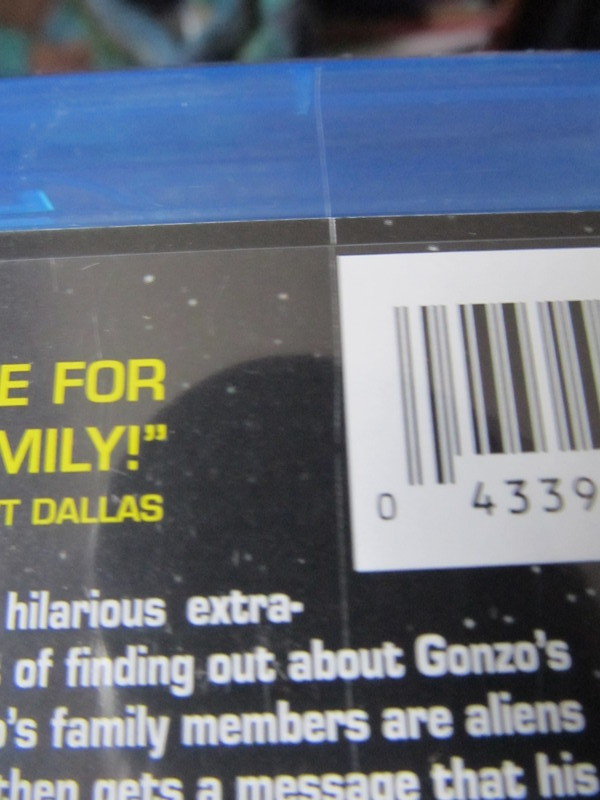 E FOR
MILY!”
T DALLAS
0 4339
hilarious extra-
of finding out about Gonzo's
o's family members are aliens
then gets a message that his